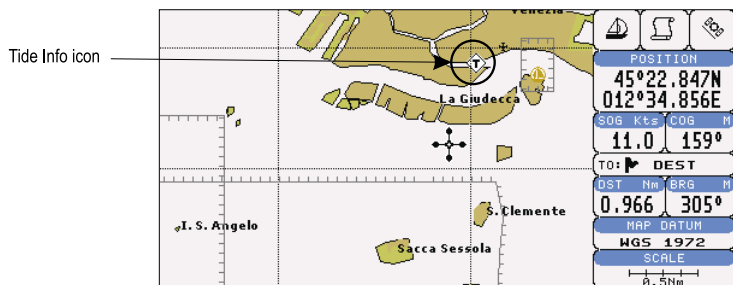 Tide Info icon
Venezia
T
La Giudecca
I.S.Angelo
S.Clemente
Sacca Sessola
POSITION
45°22.847N
012°34.856E
SOG Kts COG M
11.0 159°
TO: DEST
DST Nm BRG M
0.966 305°
MAP DATUM
WGS 1972
SCALE
0.5Nm